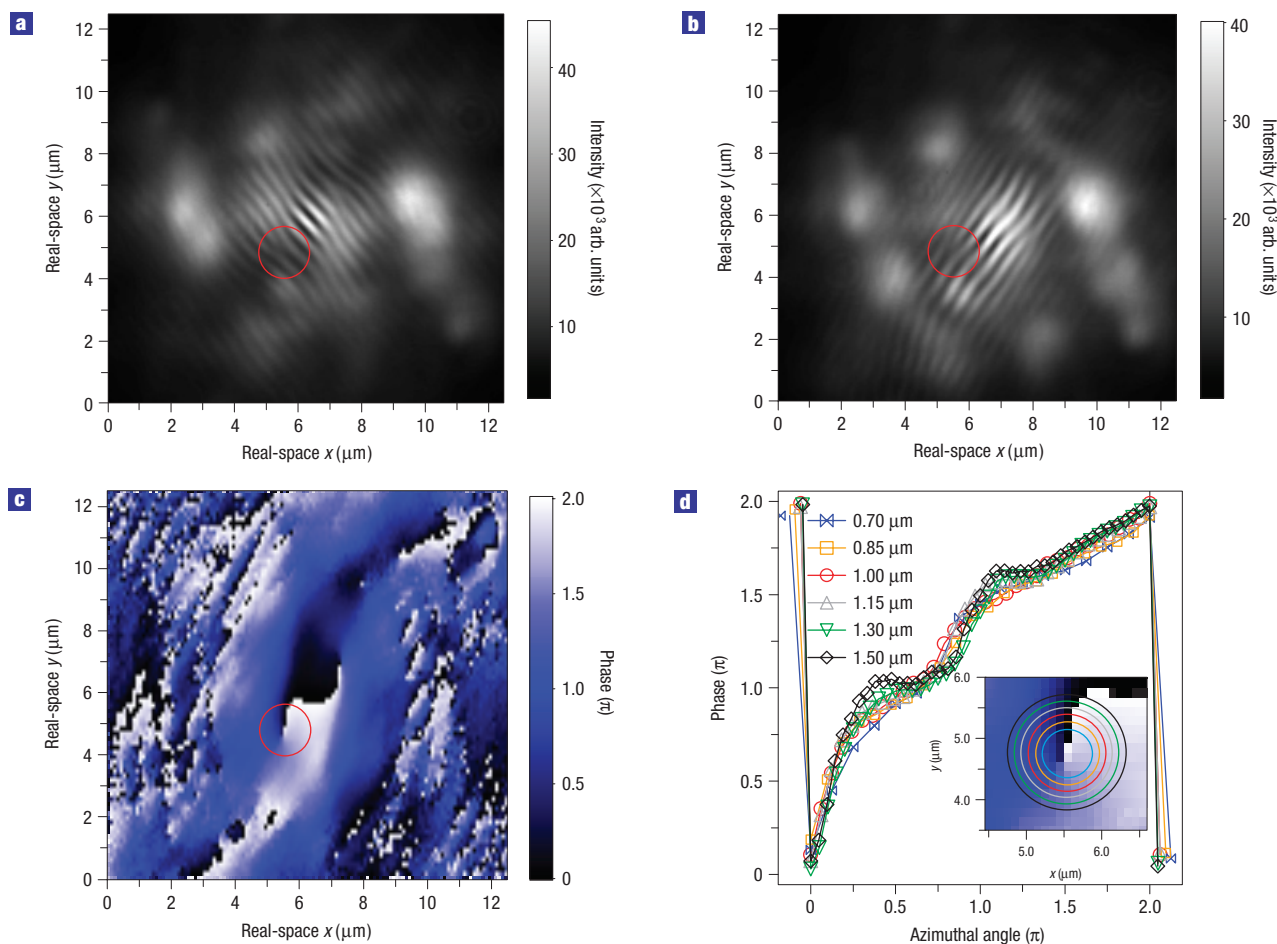 a
12
10
8
6
4
2
0
Real-space y (μm)
0 2 4 6 8 10 12
Real-space x (μm)
40
30
20
10
Intensity (×10³ arb. units)
b
12
10
8
6
4
2
0
Real-space y (μm)
0 2 4 6 8 10 12
Real-space x (μm)
40
30
20
10
Intensity (×10³ arb. units)
c
12
10
8
6
4
2
0
Real-space y (μm)
0 2 4 6 8 10 12
Real-space x (μm)
2.0
1.5
1.0
0.5
0
Phase (π)
d
2.0
1.5
1.0
0.5
0
Phase (π)
0.70 μm
0.85 μm
1.00 μm
1.15 μm
1.30 μm
1.50 μm
6.0
5.0
4.0
y (μm)
5.0 6.0
x (μm)
0 0.5 1.0 1.5 2.0
Azimuthal angle (π)